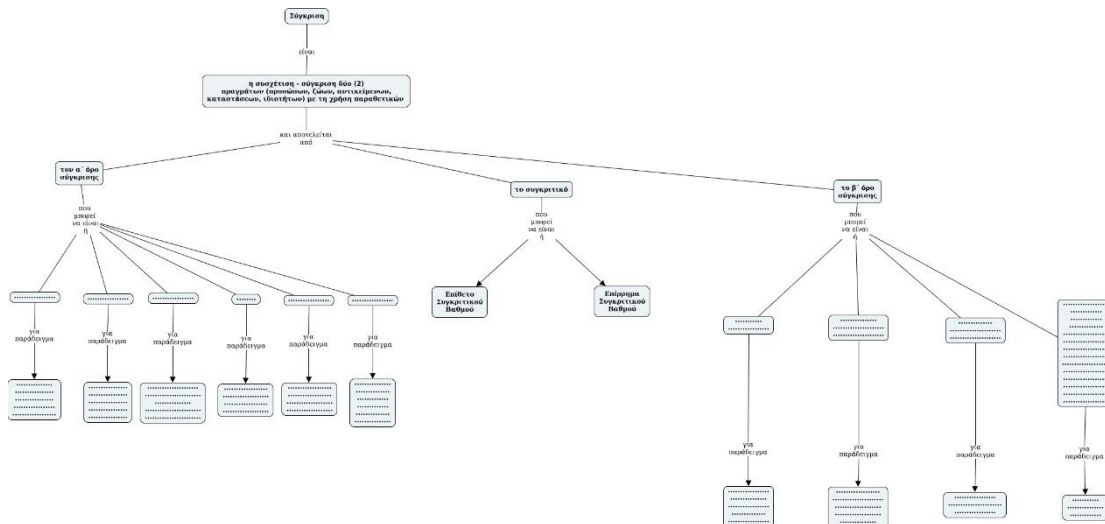 Σύγκριση
είναι
η συσχέτιση - σύγκριση δύο (2)
πραγμάτων (προσώπων, ζώων, αντικείμενων,
καταστάσεων, ιδιοτήτων) με τη χρήση παραθετικών
και αποτελείται
από
τον α΄ όρο
σύγκρισης
το συγκριτικό
το β΄ όρο
σύγκρισης
που
μπορεί
να είναι
ή
που
μπορεί
να είναι
ή
που
μπορεί
να είναι
ή
Επίθετο
Συγκριτικού
Βαθμού
Επίρρημα
Συγκριτικού
Βαθμού
για
παράδειγμα
για
παράδειγμα
για
παράδειγμα
για
παράδειγμα
για
παράδειγμα
για
παράδειγμα
για
παράδειγμα
για
παράδειγμα
για
παράδειγμα
για
παράδειγμα